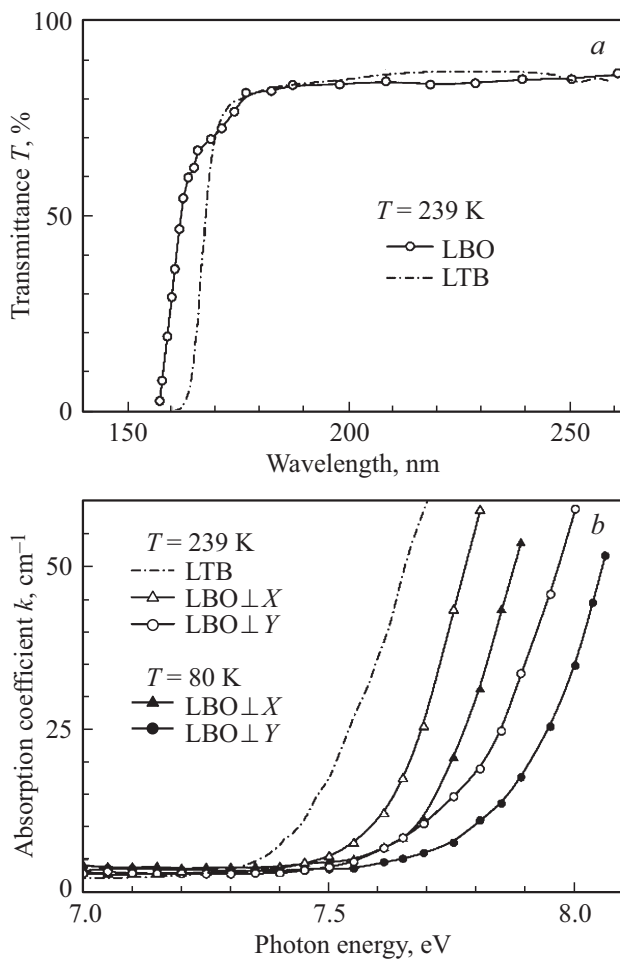 100
a
Transmittance T, %
T = 239 K
LBO
50
LTB
0
150
200
250
Wavelength, nm
b
T = 239 K
50
LTB
LBO⊥X
LBO⊥Y
Absorption coefficient k, cm⁻¹
T = 80 K
LBO⊥X
25
LBO⊥Y
0
7.0
7.5
8.0
Photon energy, eV